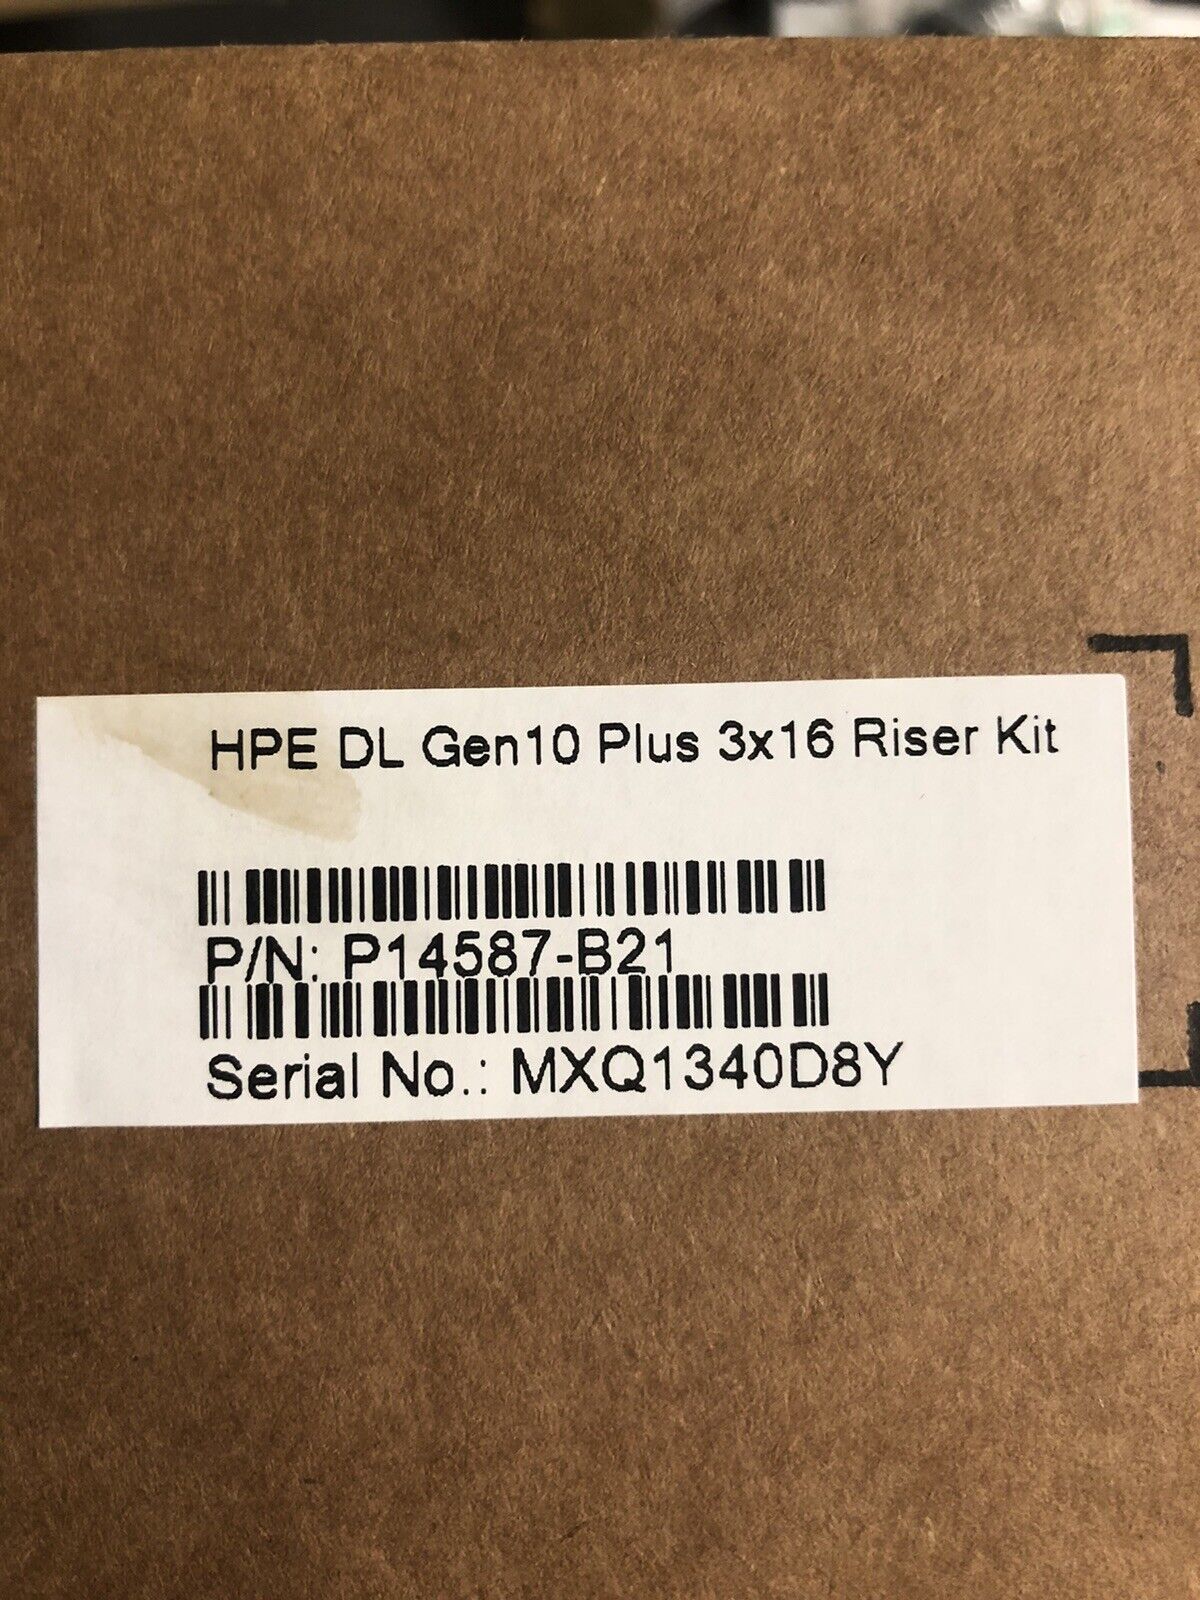 HPE DL Gen10 Plus 3x16 Riser Kit
P/N: P14587-B21
Serial No.: MXQ1340D8Y